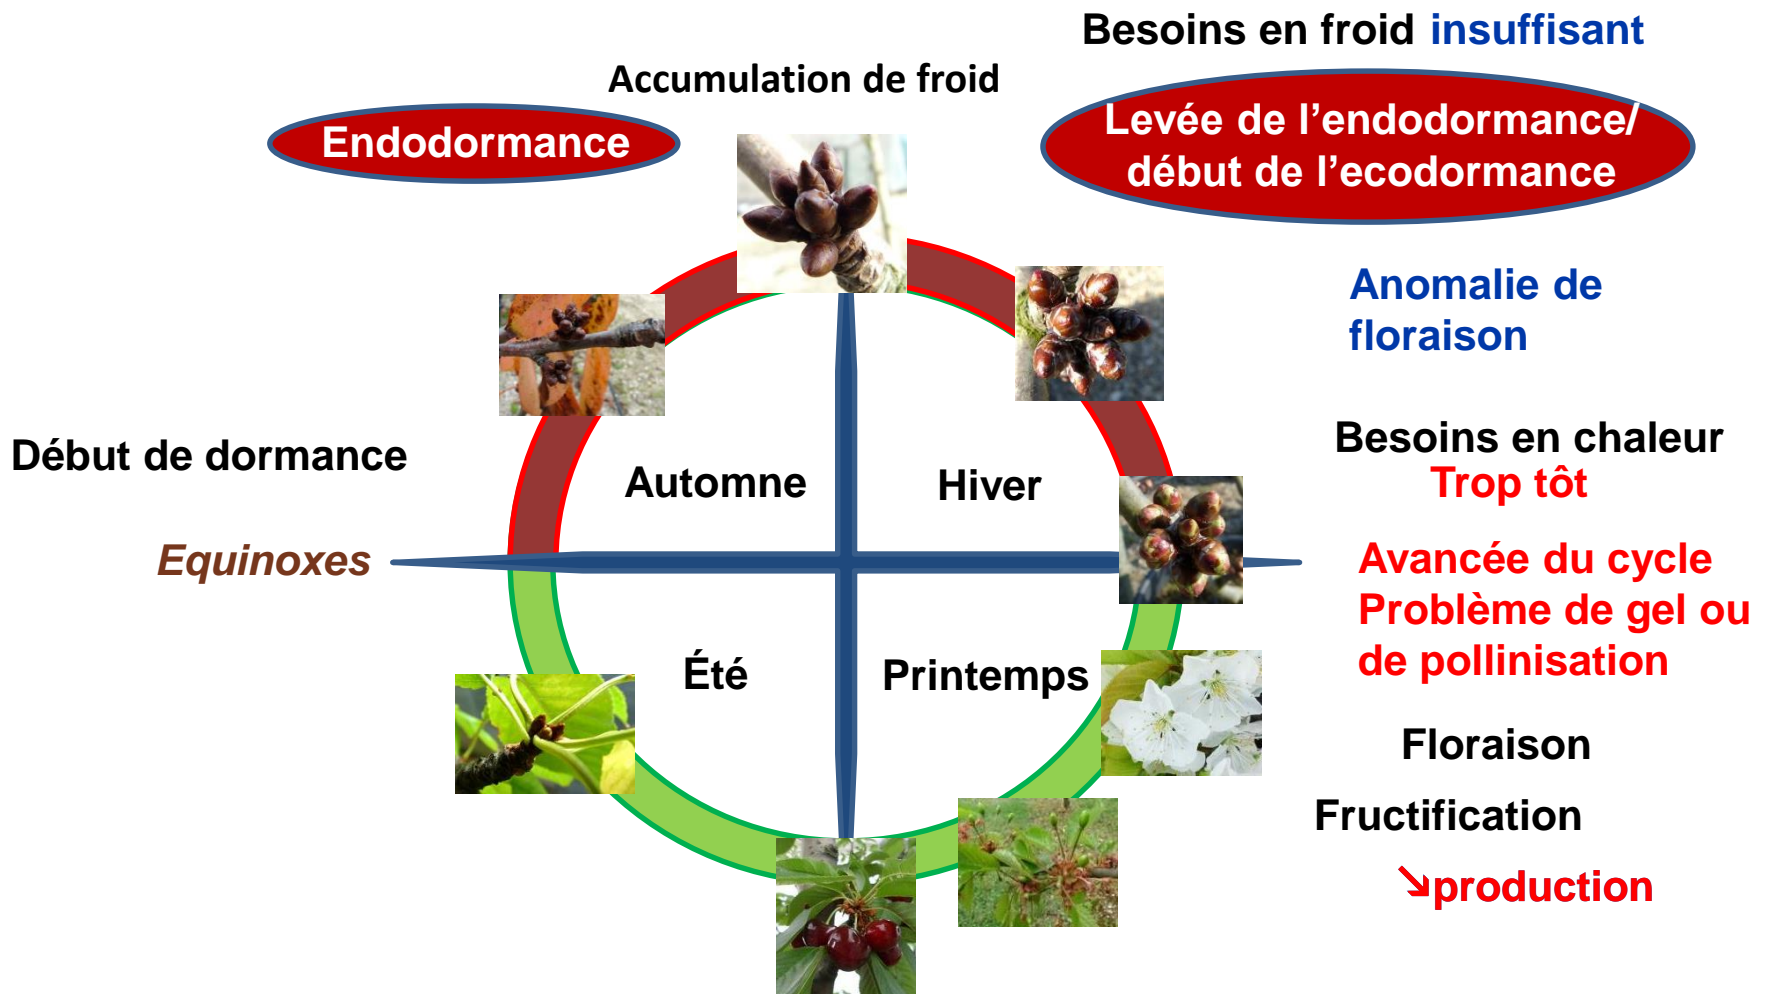 Besoins en froid insuffisant
Accumulation de froid
Endodormance
Levée de l’endodormance/
début de l’ecodormance
Anomalie de
floraison
Début de dormance
Automne
Hiver
Besoins en chaleur
Trop tôt
Equinoxes
Avancée du cycle
Problème de gel ou
de pollinisation
Été
Printemps
Floraison
Fructification
↘production